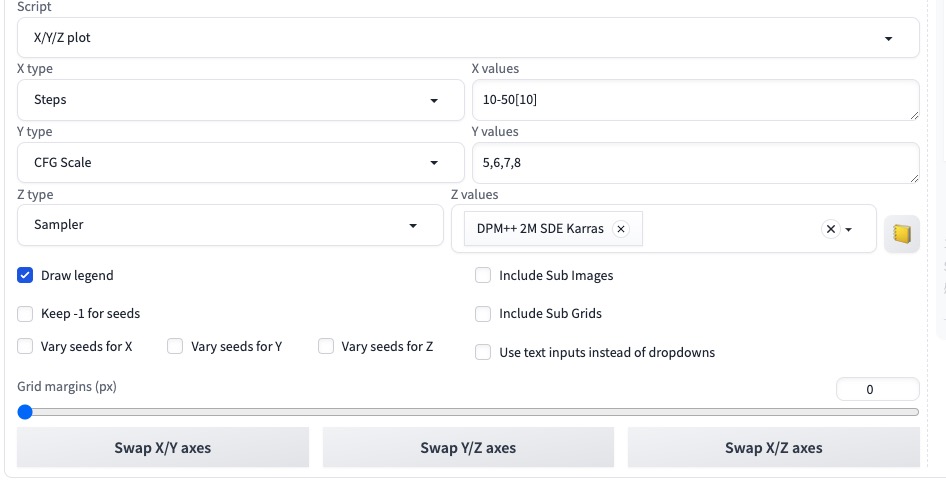 Script
X/Y/Z plot
X type
X values
Steps
10-50[10]
Y type
Y values
CFG Scale
5,6,7,8
Z type
Z values
Sampler
DPM++ 2M SDE Karras
Draw legend
Include Sub Images
Keep -1 for seeds
Include Sub Grids
Vary seeds for X
Vary seeds for Y
Vary seeds for Z
Use text inputs instead of dropdowns
Grid margins (px)
0
Swap X/Y axes
Swap Y/Z axes
Swap X/Z axes